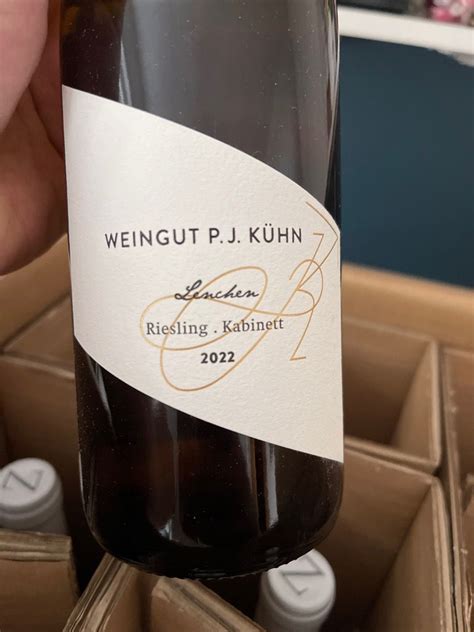 WEINGUT P.J. KÜHN
Lenchen
Riesling . Kabinett
2022